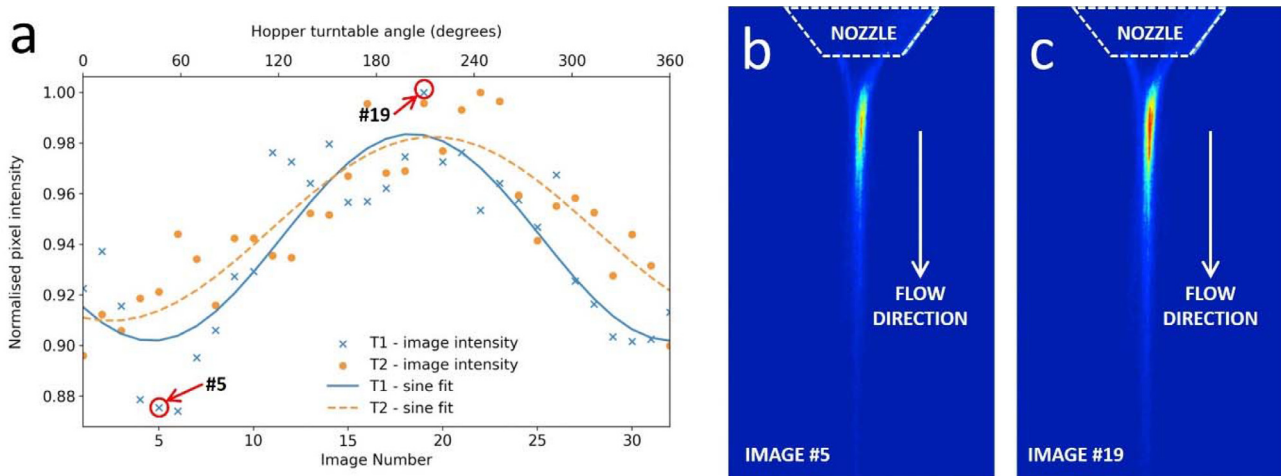 a
Hopper turntable angle (degrees)
0 60 120 180 240 300 360
Normalised pixel intensity
1.00
0.98
0.96
0.94
0.92
0.90
0.88
#19
#5
T1 - image intensity
T2 - image intensity
T1 - sine fit
T2 - sine fit
5 10 15 20 25 30
Image Number
b
NOZZLE
FLOW
DIRECTION
IMAGE #5
c
NOZZLE
FLOW
DIRECTION
IMAGE #19